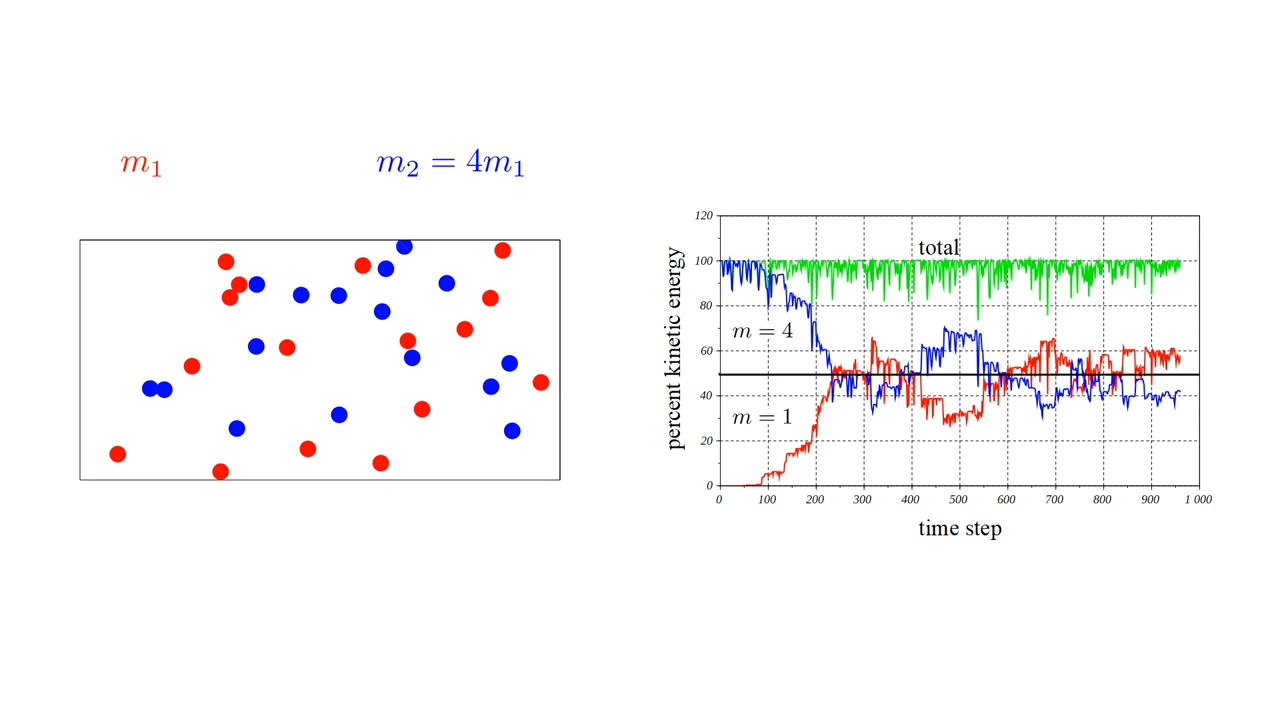 m₁
m₂ = 4m₁
120
100
80
60
40
20
0
percent kinetic energy
total
m = 4
m = 1
0 100 200 300 400 500 600 700 800 900 1 000
time step